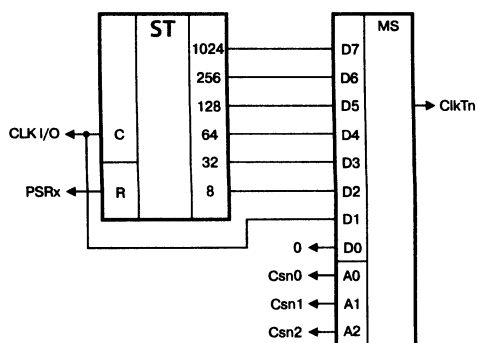 ST
MS
1024
D7
256
D6
128
D5
ClkTn
CLK I/O
C
64
D4
32
D3
PSRx
R
8
D2
D1
0
D0
Csn0
A0
Csn1
A1
Csn2
A2